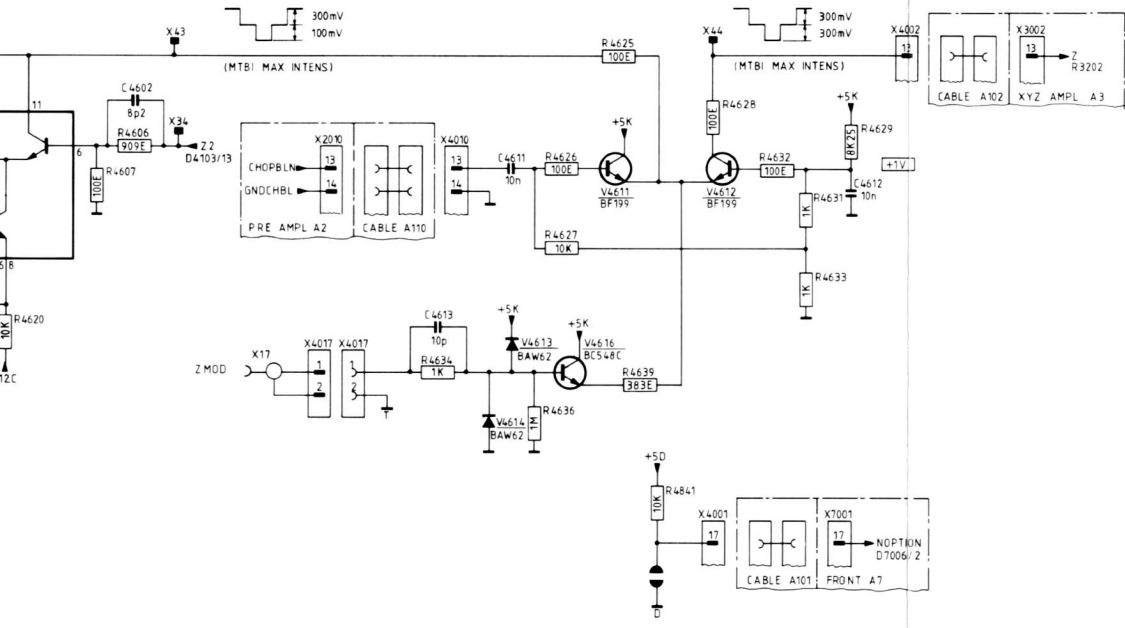 300mV
100mV
X43
(MTB1 MAX INTENS)
R4625
100E
X44
300mV
300mV
(MTB1 MAX INTENS)
X4002
13
X3002
13
Z
R3202
CABLE A102
XYZ AMPL A3
11
C4602
8p2
X34
R4606
909E
6
Z2
D4103/13
R4607
100E
X2010
CHOPBLN
13
GNDCHBL
14
PRE AMPL A2
CABLE A110
X4010
13
14
C4611
10n
R4626
100E
+5K
V4611
BF199
R4628
100E
V4612
BF199
R4632
100E
+5K
R4629
8K25
+1V
C4612
10n
R4631
1K
R4627
10K
R4633
1K
6 8
R4620
10K
12C
Z MOD
X17
X4017
1
2
X4017
1
2
C4613
10p
R4634
1K
+5K
V4613
BAW62
V4614
BAW62
R4636
1M
+5K
V4616
BC548C
R4639
383E
+5D
R4841
10K
X4001
17
X7001
17
NOPTION
D7006/2
CABLE A101
FRONT A7
D